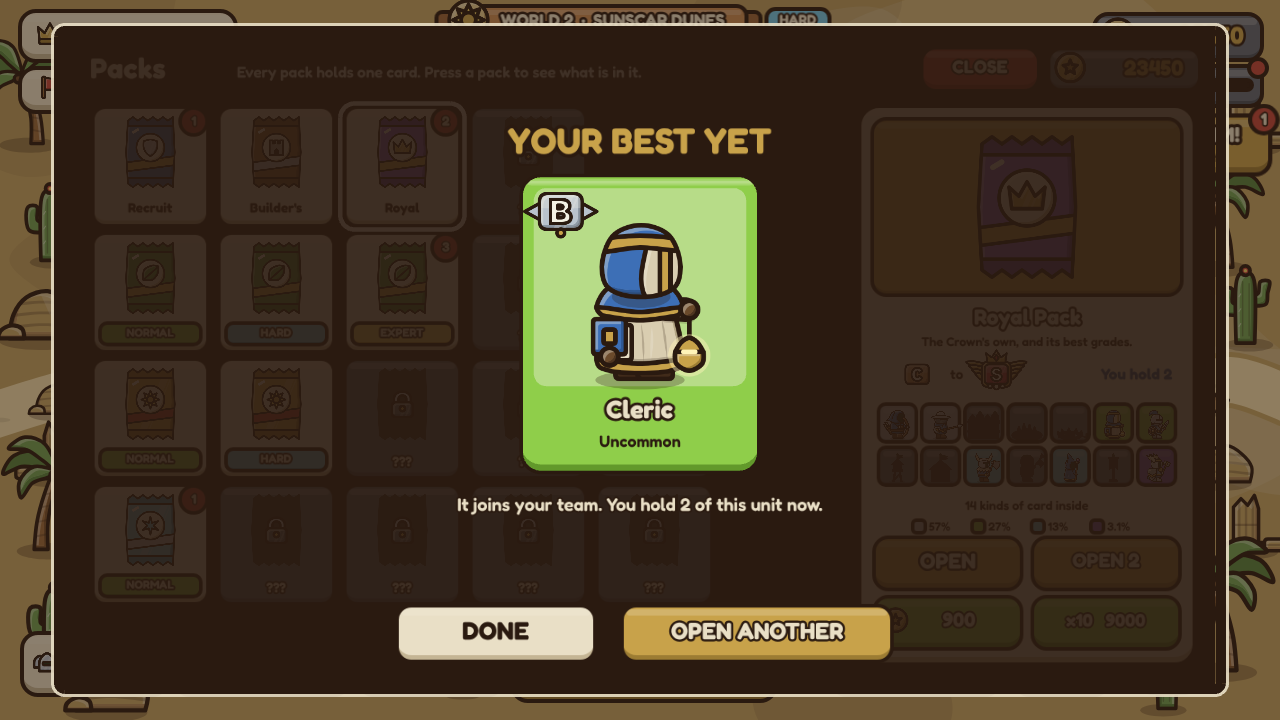 WORLD 2 · SUNSCAR DUNES
HARD
Packs
Every pack holds one card. Press a pack to see what is in it.
CLOSE
23450
1
2
Recruit
Builder's
Royal
3
NORMAL
HARD
EXPERT
NORMAL
HARD
???
1
NORMAL
???
???
???
???
YOUR BEST YET
B
Cleric
Uncommon
It joins your team. You hold 2 of this unit now.
DONE
OPEN ANOTHER
Royal Pack
The Crown's own, and its best grades.
C to S
You hold 2
14 kinds of card inside
57% 27% 13% 3.1%
OPEN
OPEN 2
900
x10 9000
1